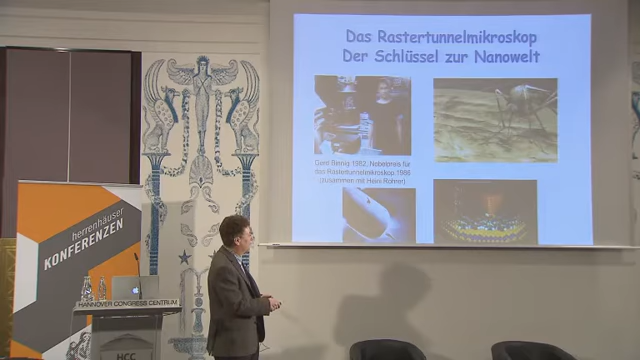 Das Rastertunnelmikroskop
Der Schlüssel zur Nanowelt
Gerd Binnig 1982, Nobelpreis für
das Rastertunnelmikroskop 1986
(zusammen mit Heini Rohrer)
herrenhäuser
KONFERENZEN
HANNOVER CONGRESS CENTRUM
HCC